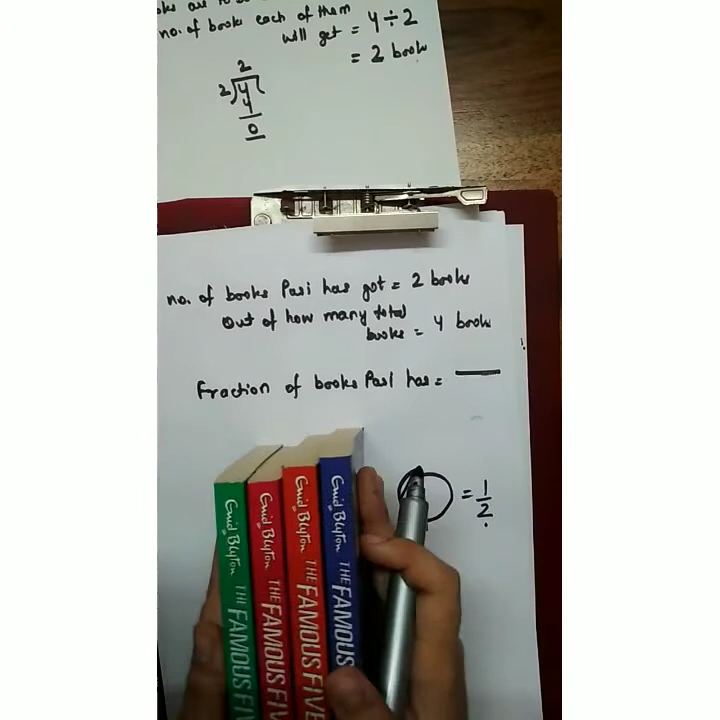 no. of books each of them
will get = 4 ÷ 2
= 2 books
2
2 4
4
0
no. of books Pari has got = 2 books
Out of how many total
books = 4 books
Fraction of books Pari has =
= 1/2
Enid Blyton THE FAMOUS FIV
Enid Blyton THE FAMOUS FIV
Enid Blyton THE FAMOUS FIVE
Enid Blyton THE FAMOUS